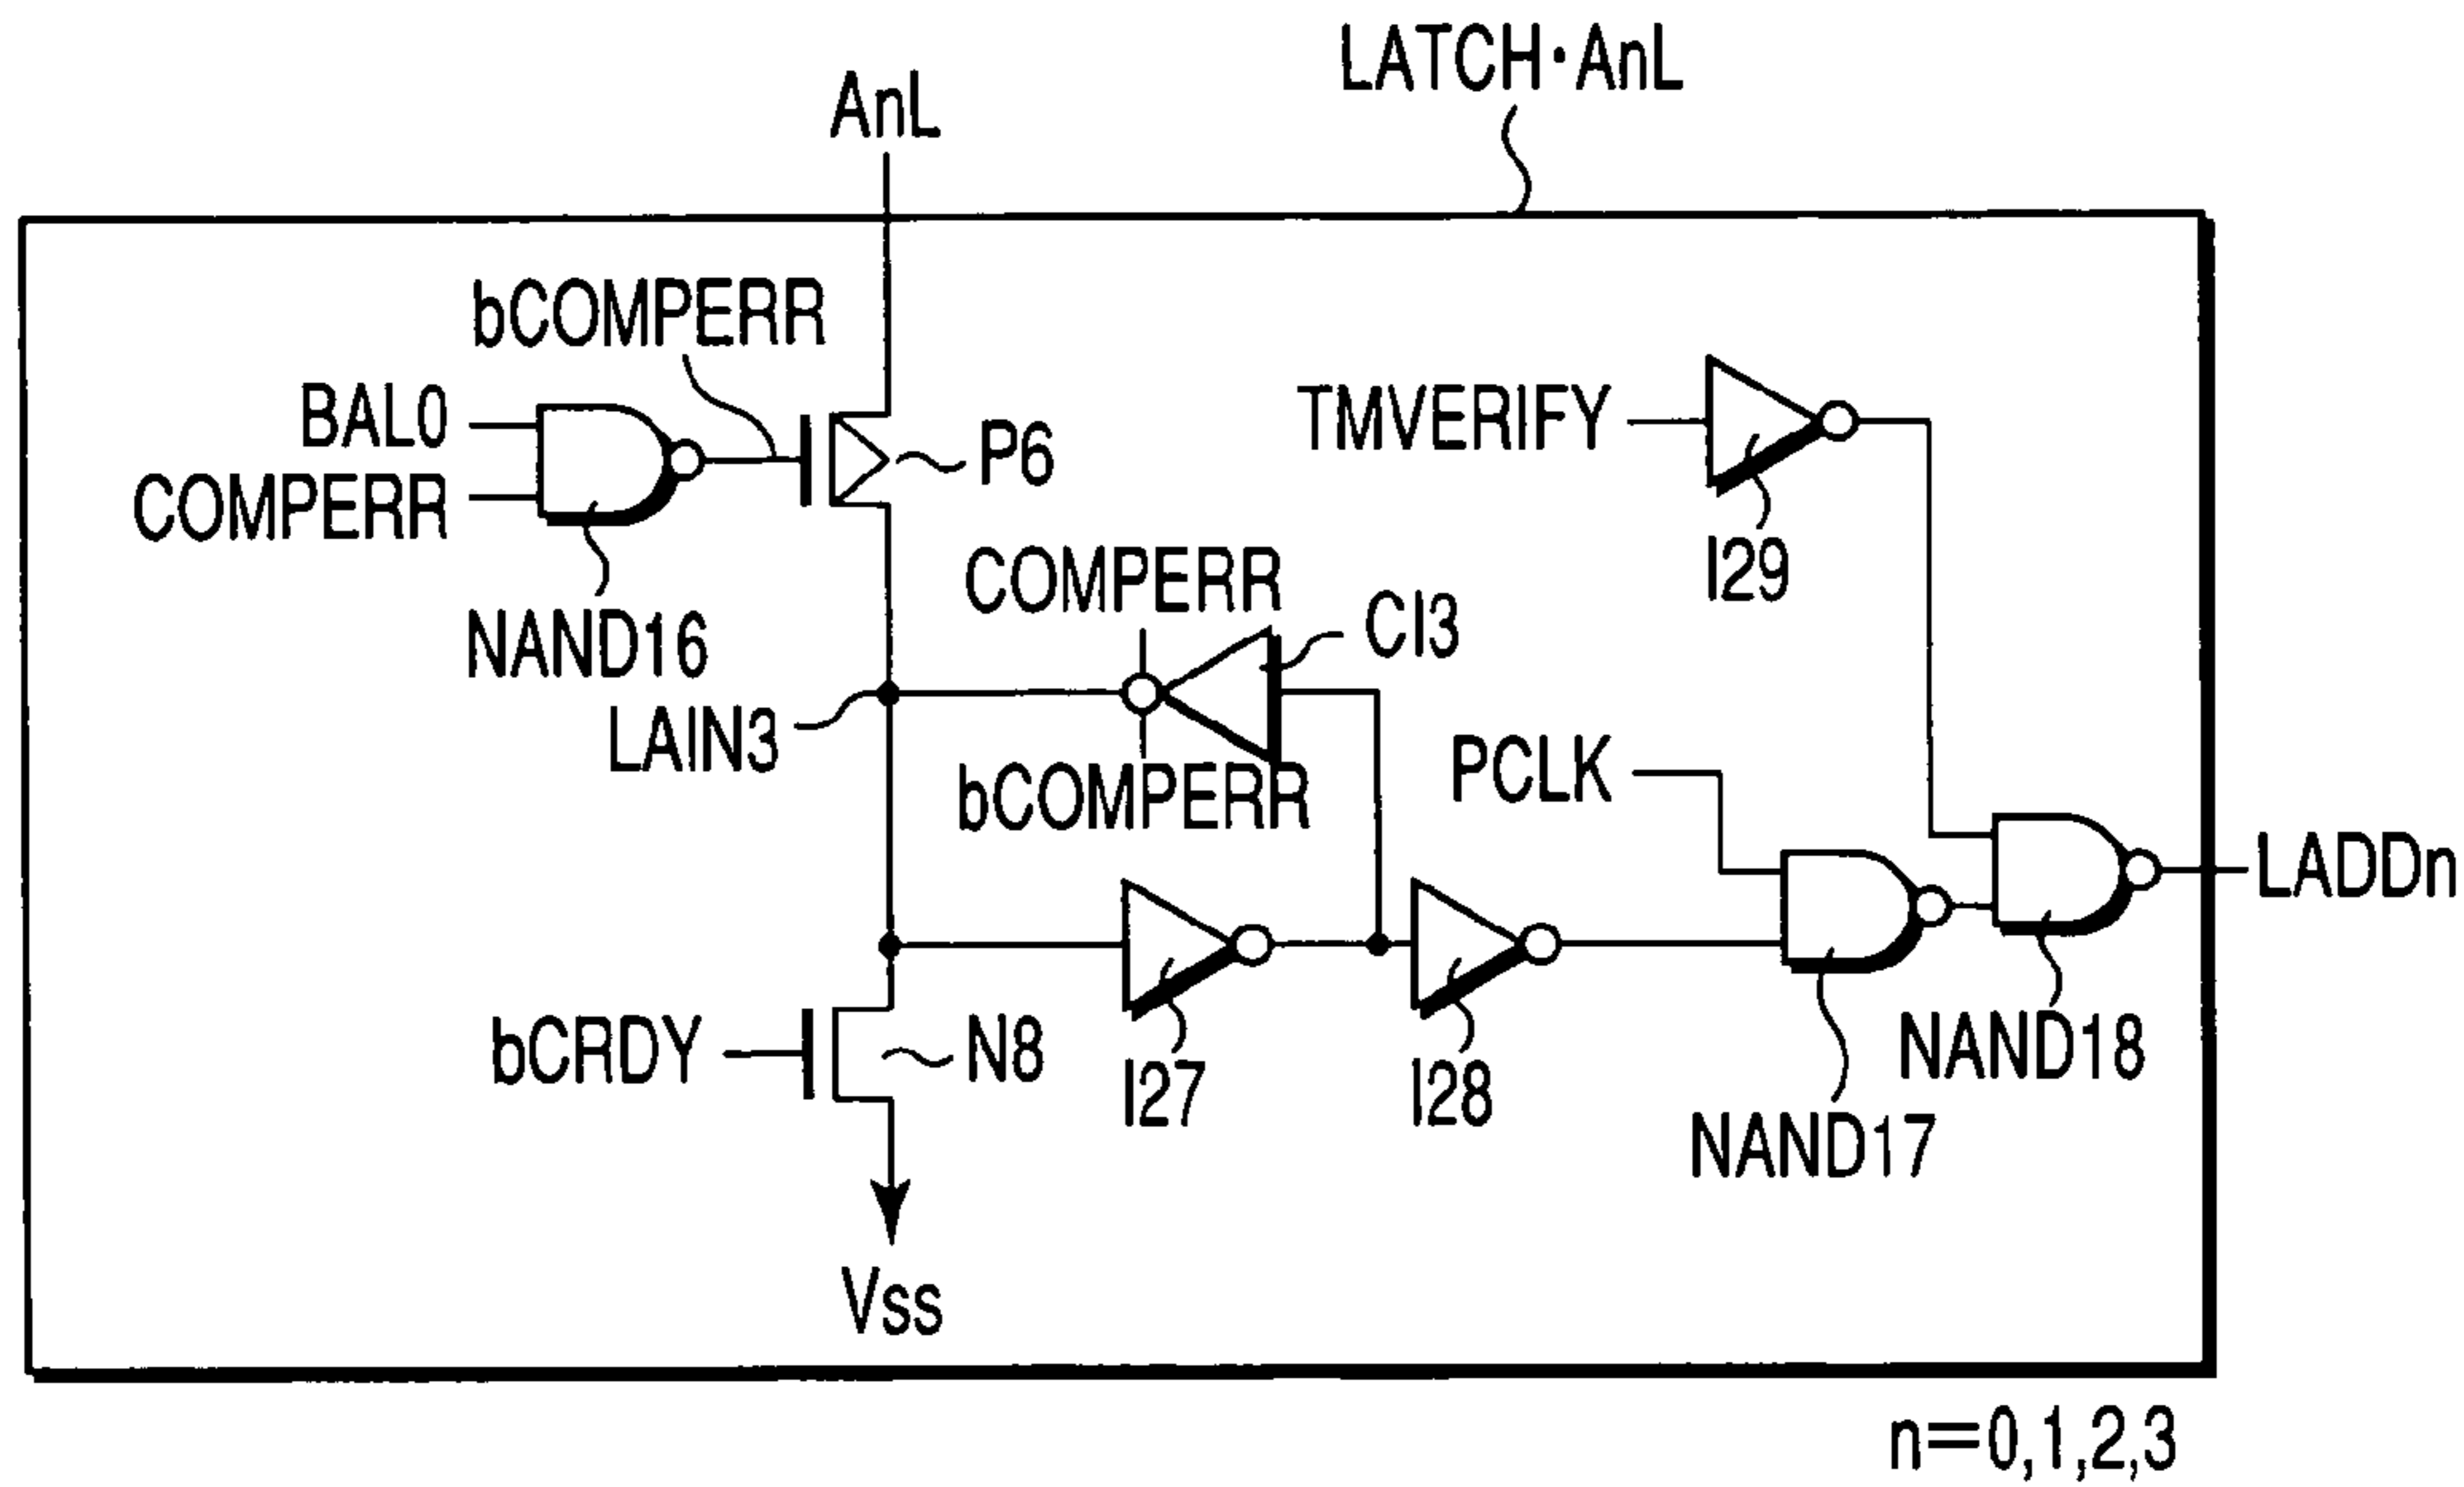 LATCH·AnL
AnL
bCOMPERR
BAL0
COMPERR
P6
TMVERIFY
NAND16
COMPERR
CI3
I29
LAIN3
bCOMPERR
PCLK
LADDn
bCRDY
N8
I27
I28
NAND18
NAND17
Vss
n=0,1,2,3